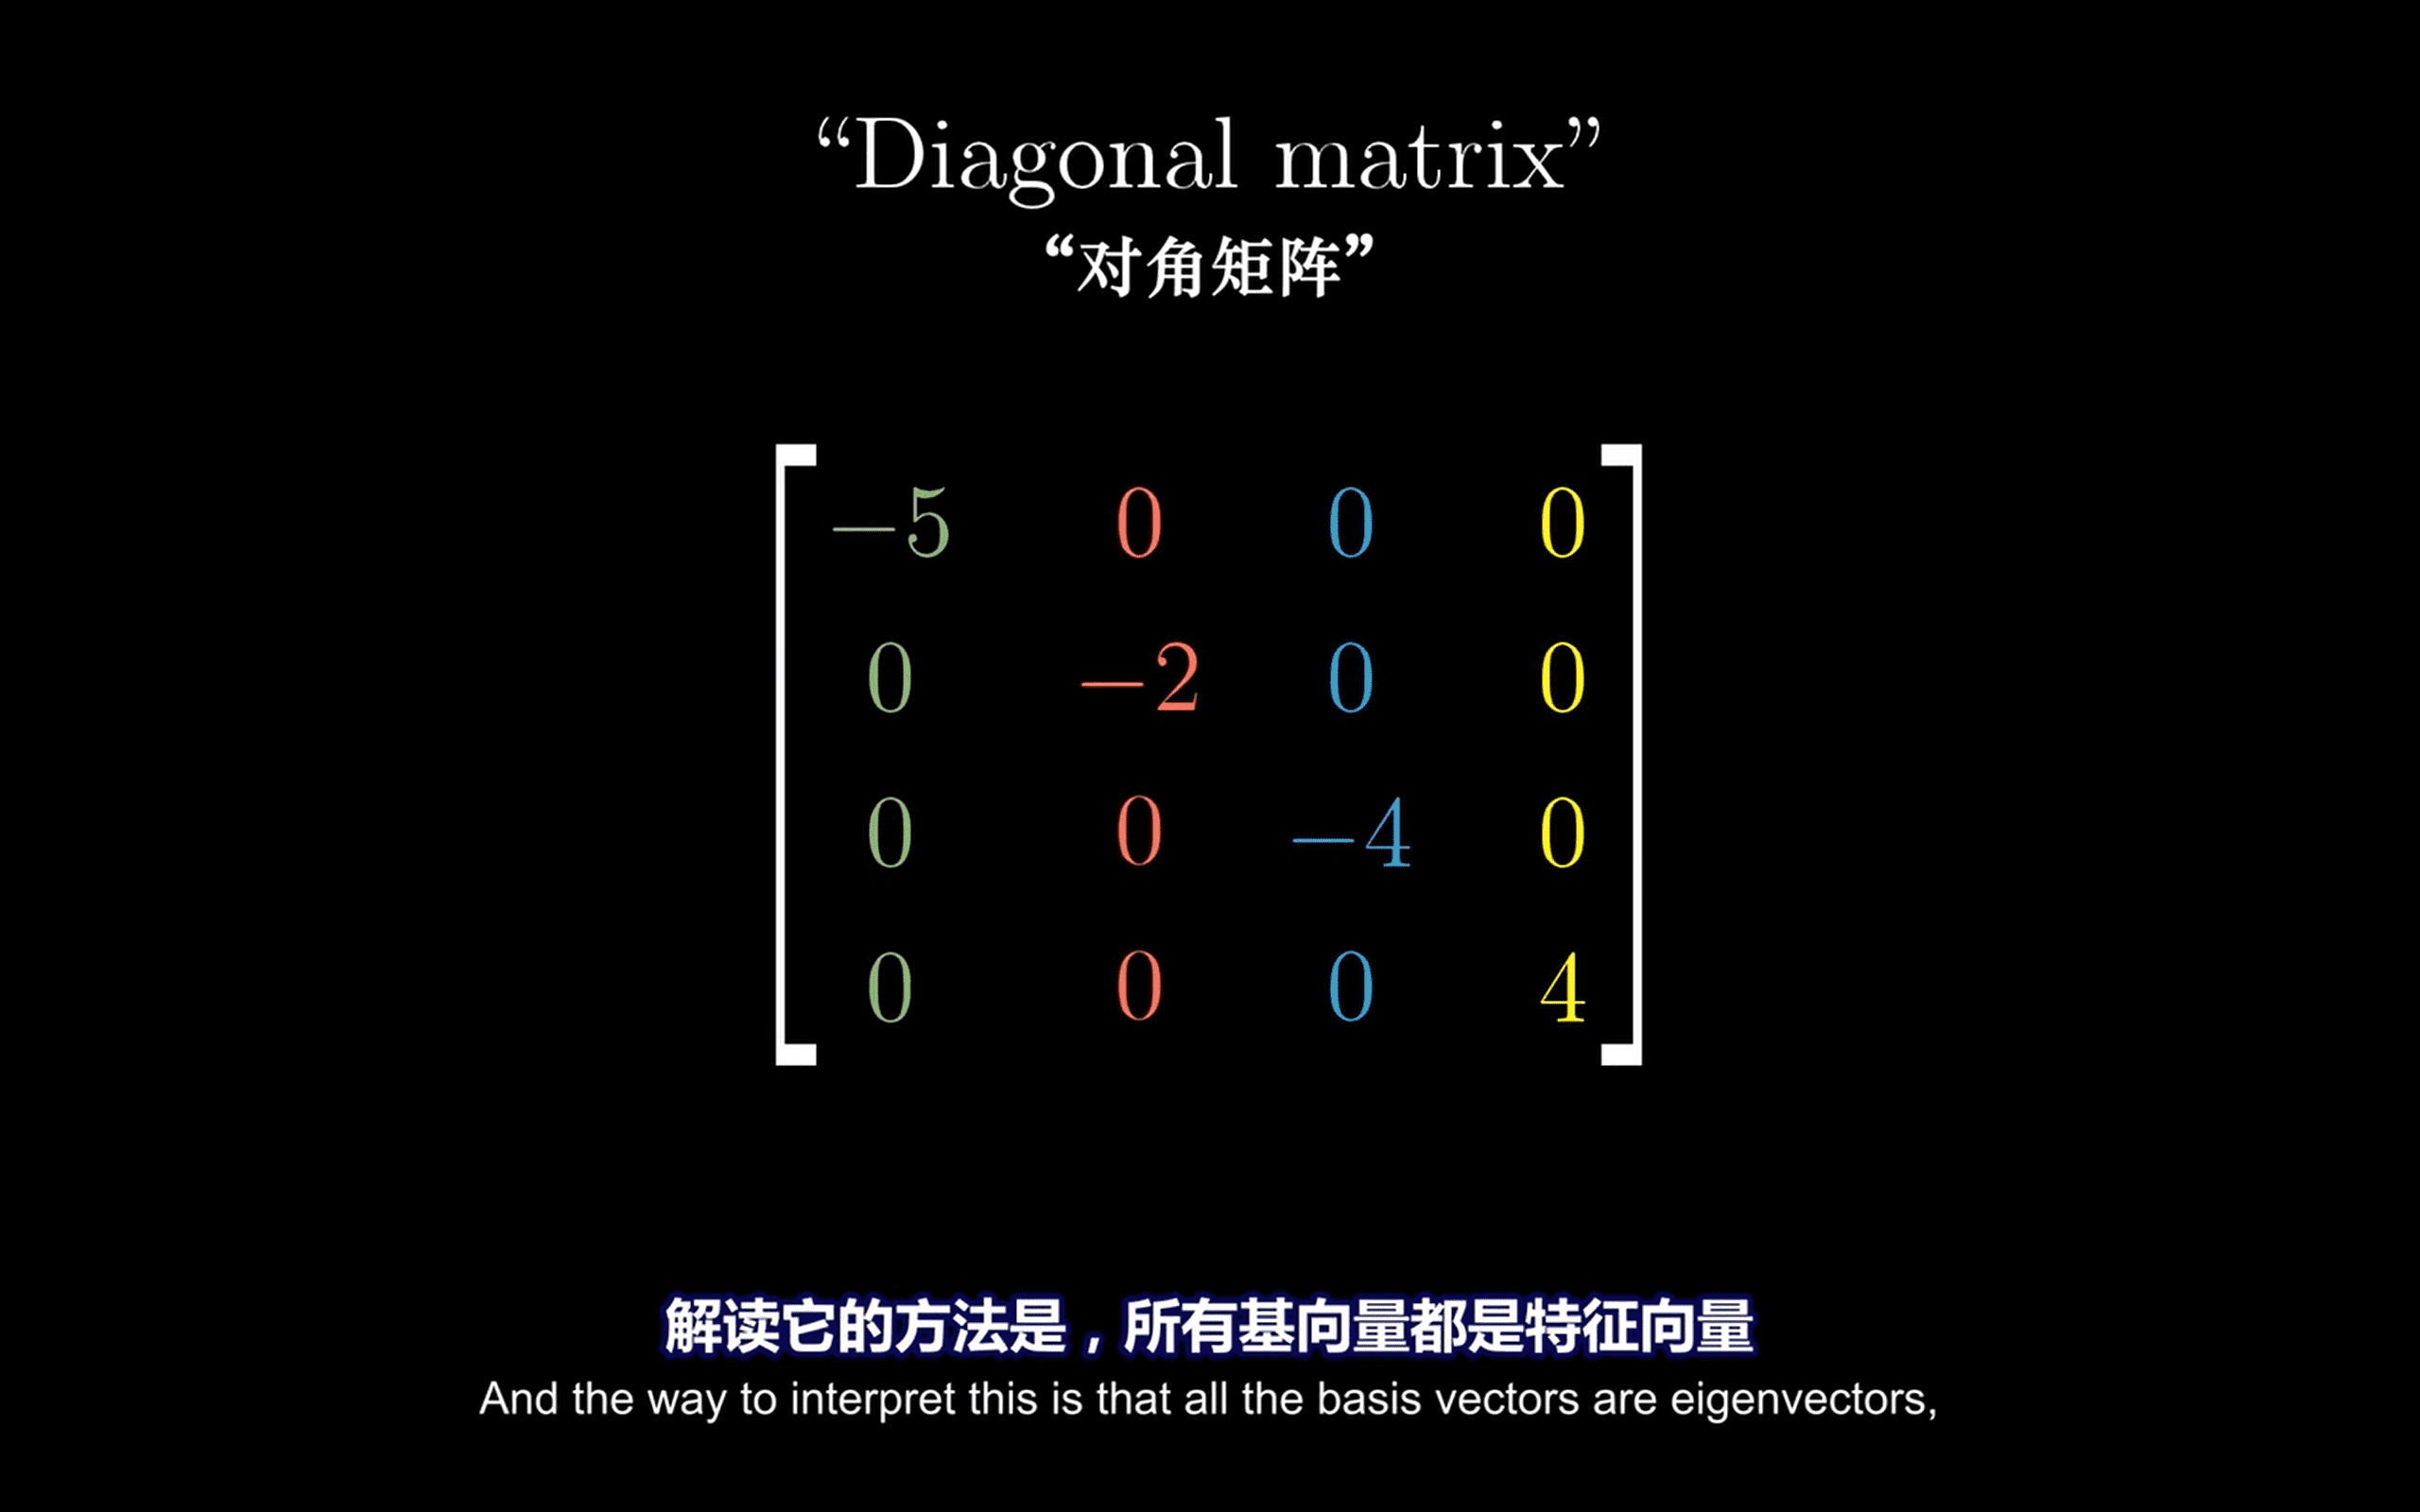 “Diagonal matrix”
“对角矩阵”
−5 0 0 0
0 −2 0 0
0 0 −4 0
0 0 0 4
解读它的方法是，所有基向量都是特征向量
And the way to interpret this is that all the basis vectors are eigenvectors,